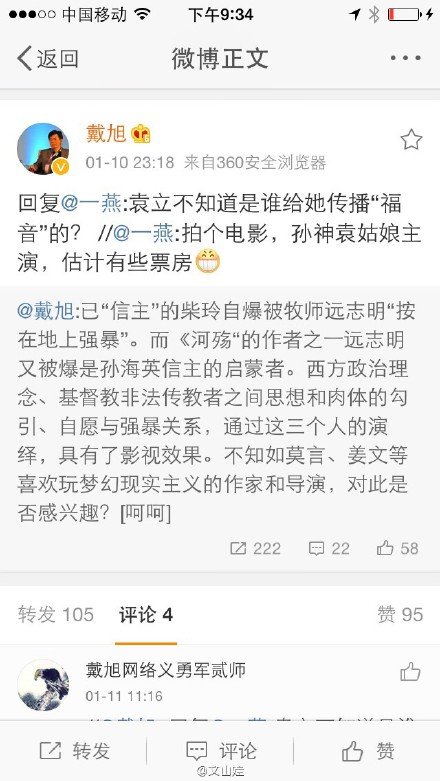 中国移动 下午9:34
返回 微博正文
戴旭
01-10 23:18 来自360安全浏览器
回复@一燕:袁立不知道是谁给她传播“福
音”的? //@一燕:拍个电影，孙神袁姑娘主
演，估计有些票房
@戴旭:已“信主”的柴玲自爆被牧师远志明“按
在地上强暴”。而《河殇“的作者之一远志明
又被爆是孙海英信主的启蒙者。西方政治理
念、基督教非法传教者之间思想和肉体的勾
引、自愿与强暴关系，通过这三个人的演
绎，具有了影视效果。不知如莫言、姜文等
喜欢玩梦幻现实主义的作家和导演，对此是
否感兴趣? [呵呵]
222 22 58
转发 105 评论 4 赞 95
戴旭网络义勇军贰师
01-11 11:16
转发 评论 赞
@文山娃